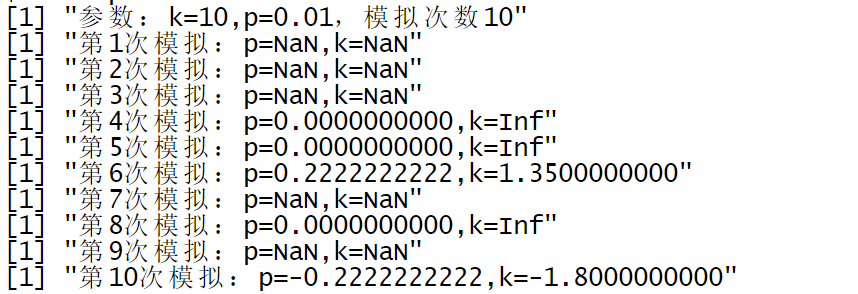 [1] "参数：k=10,p=0.01，模拟次数10"
[1] "第1次模拟：p=NaN,k=NaN"
[1] "第2次模拟：p=NaN,k=NaN"
[1] "第3次模拟：p=NaN,k=NaN"
[1] "第4次模拟：p=0.0000000000,k=Inf"
[1] "第5次模拟：p=0.0000000000,k=Inf"
[1] "第6次模拟：p=0.2222222222,k=1.3500000000"
[1] "第7次模拟：p=NaN,k=NaN"
[1] "第8次模拟：p=0.0000000000,k=Inf"
[1] "第9次模拟：p=NaN,k=NaN"
[1] "第10次模拟：p=-0.2222222222,k=-1.8000000000"